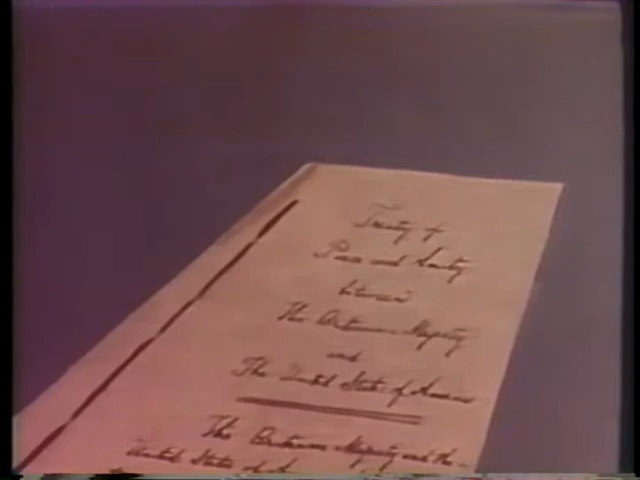 Treaty of
Peace and Amity
between
His Britannic Majesty
and
The United States of America
His Britannic Majesty and the
United States of A